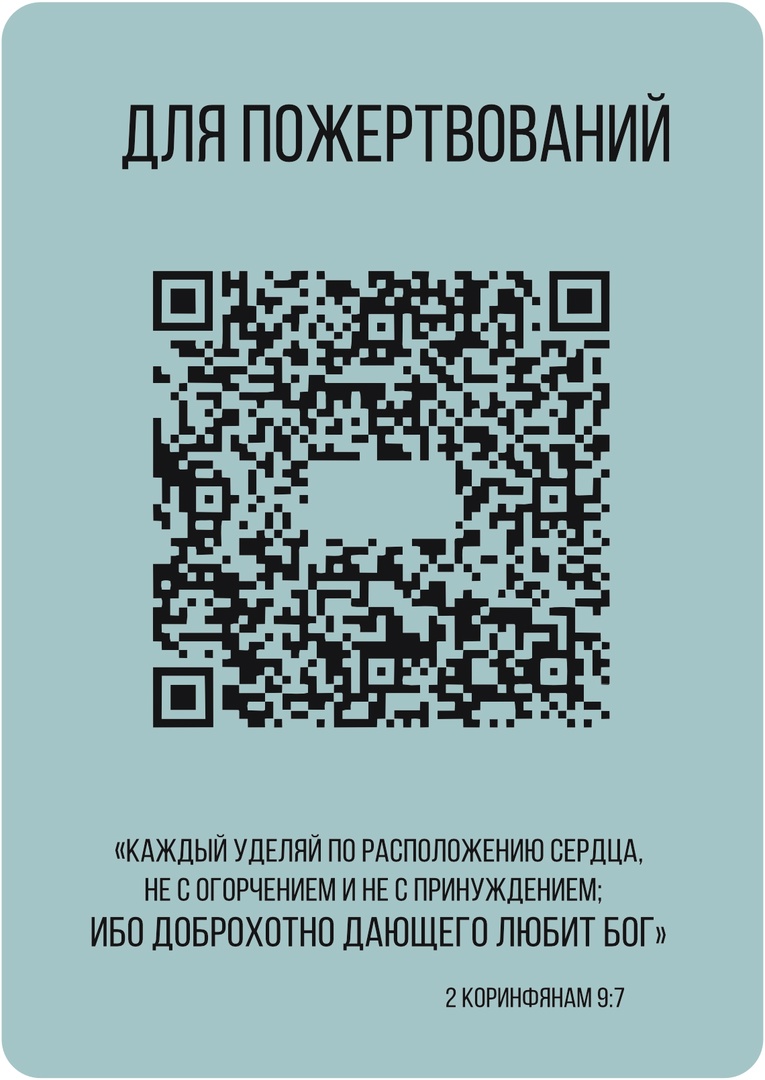 ДЛЯ ПОЖЕРТВОВАНИЙ
«КАЖДЫЙ УДЕЛЯЙ ПО РАСПОЛОЖЕНИЮ СЕРДЦА,
НЕ С ОГОРЧЕНИЕМ И НЕ С ПРИНУЖДЕНИЕМ;
ИБО ДОБРОХОТНО ДАЮЩЕГО ЛЮБИТ БОГ»
2 КОРИНФЯНАМ 9:7